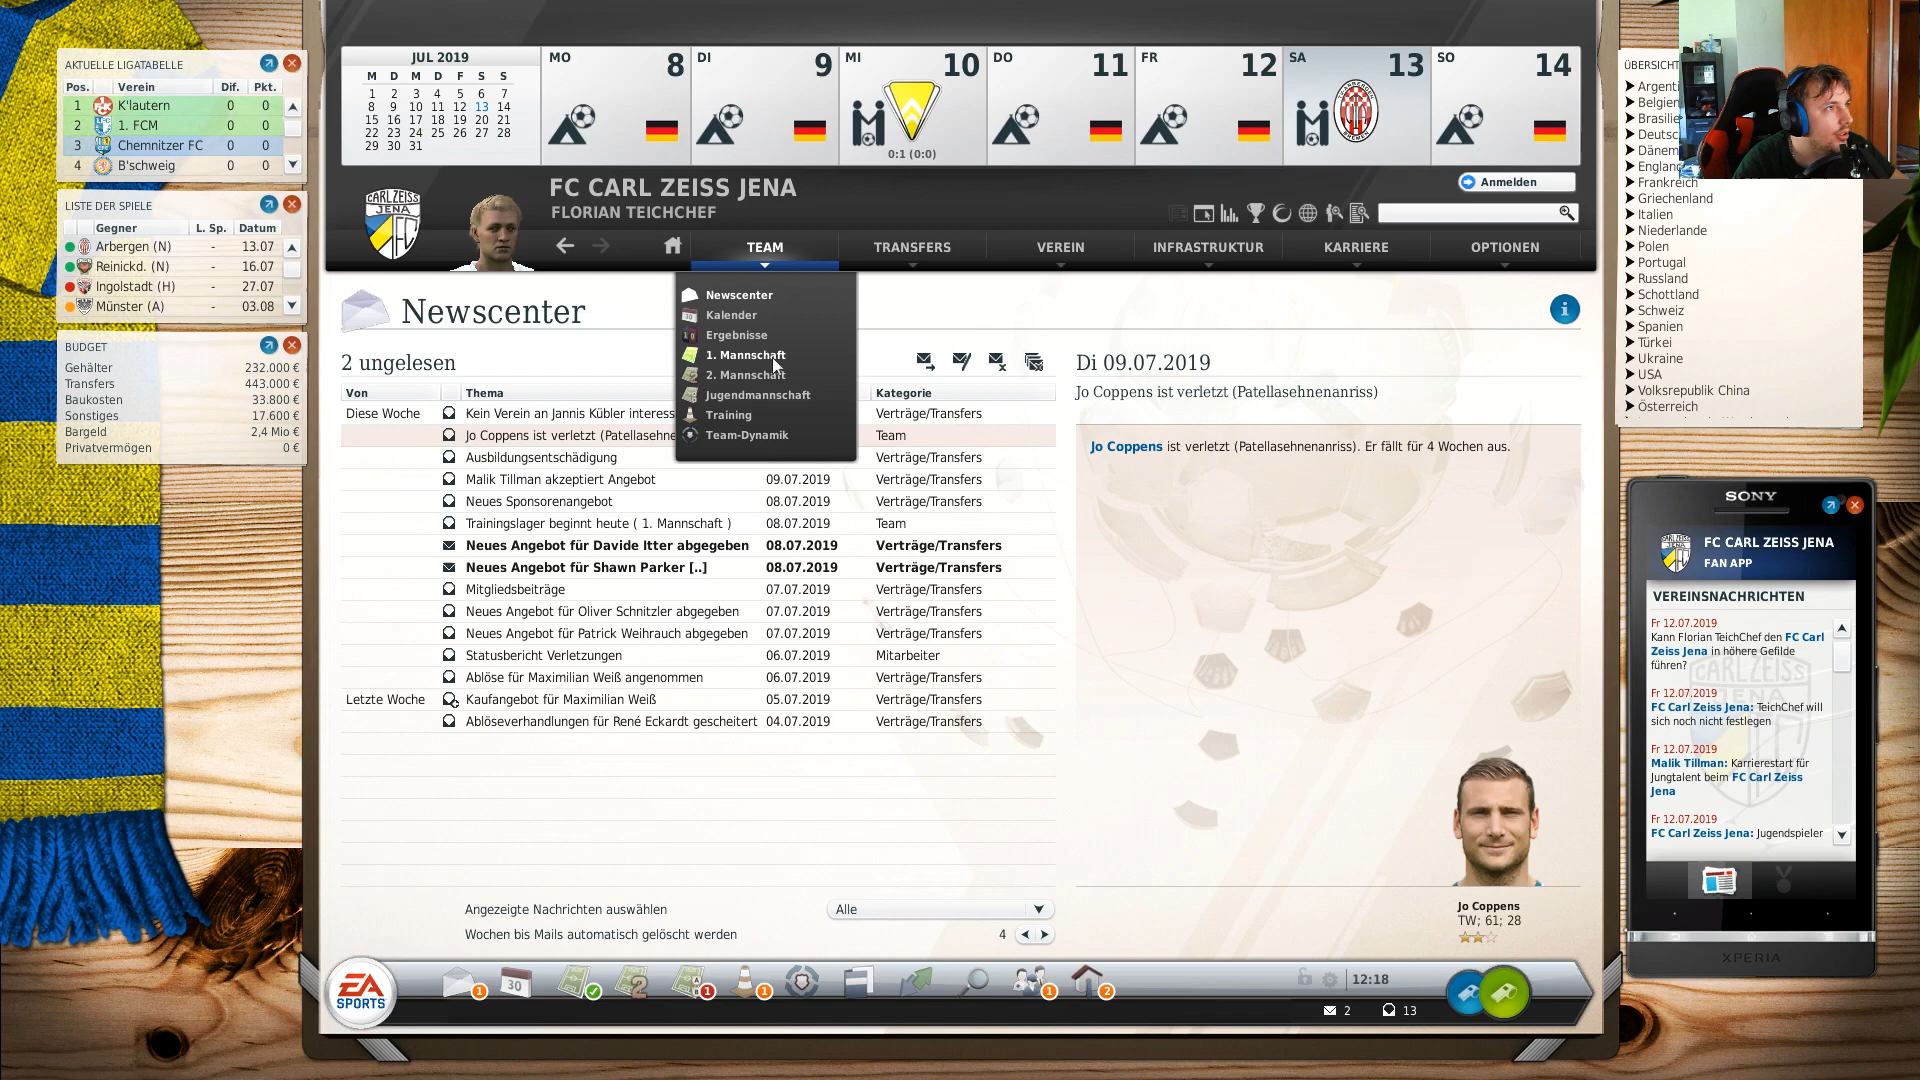 AKTUELLE LIGATABELLE
Pos. Verein Dif. Pkt.
1 K'lautern 0 0
2 1. FCM 0 0
3 Chemnitzer FC 0 0
4 B'schweig 0 0
LISTE DER SPIELE
Gegner L. Sp. Datum
Arbergen (N) - 13.07
Reinickd. (N) - 16.07
Ingolstadt (H) - 27.07
Münster (A) - 03.08
BUDGET
Gehälter 232.000 €
Transfers 443.000 €
Baukosten 33.800 €
Sonstiges 17.600 €
Bargeld 2,4 Mio €
Privatvermögen 0 €
JUL 2019
M D M D F S S
1 2 3 4 5 6 7
8 9 10 11 12 13 14
15 16 17 18 19 20 21
22 23 24 25 26 27 28
29 30 31
MO 8
DI 9
MI 10
0:1 (0:0)
DO 11
FR 12
SA 13
SO 14
CARL ZEISS
JENA
FC CARL ZEISS JENA
FLORIAN TEICHCHEF
Anmelden
TEAM TRANSFERS VEREIN INFRASTRUKTUR KARRIERE OPTIONEN
Newscenter
Kalender
Ergebnisse
1. Mannschaft
2. Mannschaft
Jugendmannschaft
Training
Team-Dynamik
Newscenter
2 ungelesen
Von Thema Kategorie
Diese Woche Kein Verein an Jannis Kübler interess Verträge/Transfers
Jo Coppens ist verletzt (Patellasehne Team
Ausbildungsentschädigung Verträge/Transfers
Malik Tillman akzeptiert Angebot 09.07.2019 Verträge/Transfers
Neues Sponsorenangebot 08.07.2019 Verträge/Transfers
Trainingslager beginnt heute ( 1. Mannschaft ) 08.07.2019 Team
Neues Angebot für Davide Itter abgegeben 08.07.2019 Verträge/Transfers
Neues Angebot für Shawn Parker [..] 08.07.2019 Verträge/Transfers
Mitgliedsbeiträge 07.07.2019 Verträge/Transfers
Neues Angebot für Oliver Schnitzler abgegeben 07.07.2019 Verträge/Transfers
Neues Angebot für Patrick Weihrauch abgegeben 07.07.2019 Verträge/Transfers
Statusbericht Verletzungen 06.07.2019 Mitarbeiter
Ablöse für Maximilian Weiß angenommen 06.07.2019 Verträge/Transfers
Letzte Woche Kaufangebot für Maximilian Weiß 05.07.2019 Verträge/Transfers
Ablöseverhandlungen für René Eckardt gescheitert 04.07.2019 Verträge/Transfers
Angezeigte Nachrichten auswählen Alle
Wochen bis Mails automatisch gelöscht werden 4
Di 09.07.2019
Jo Coppens ist verletzt (Patellasehnenanriss)
Jo Coppens ist verletzt (Patellasehnenanriss). Er fällt für 4 Wochen aus.
Jo Coppens
TW; 61; 28
EA
SPORTS
1 30 2 1 1 1 2
12:18
2 13
ÜBERSICHT
Argenti
Belgien
Brasilie
Deutsc
Dänem
England
Frankreich
Griechenland
Italien
Niederlande
Polen
Portugal
Russland
Schottland
Schweiz
Spanien
Türkei
Ukraine
USA
Volksrepublik China
Österreich
SONY
FC CARL ZEISS JENA
FAN APP
VEREINSNACHRICHTEN
Fr 12.07.2019
Kann Florian TeichChef den FC Carl
Zeiss Jena in höhere Gefilde
führen?
Fr 12.07.2019
FC Carl Zeiss Jena: TeichChef will
sich noch nicht festlegen
Fr 12.07.2019
Malik Tillman: Karrierestart für
Jungtalent beim FC Carl Zeiss
Jena
Fr 12.07.2019
FC Carl Zeiss Jena: Jugendspieler
XPERIA